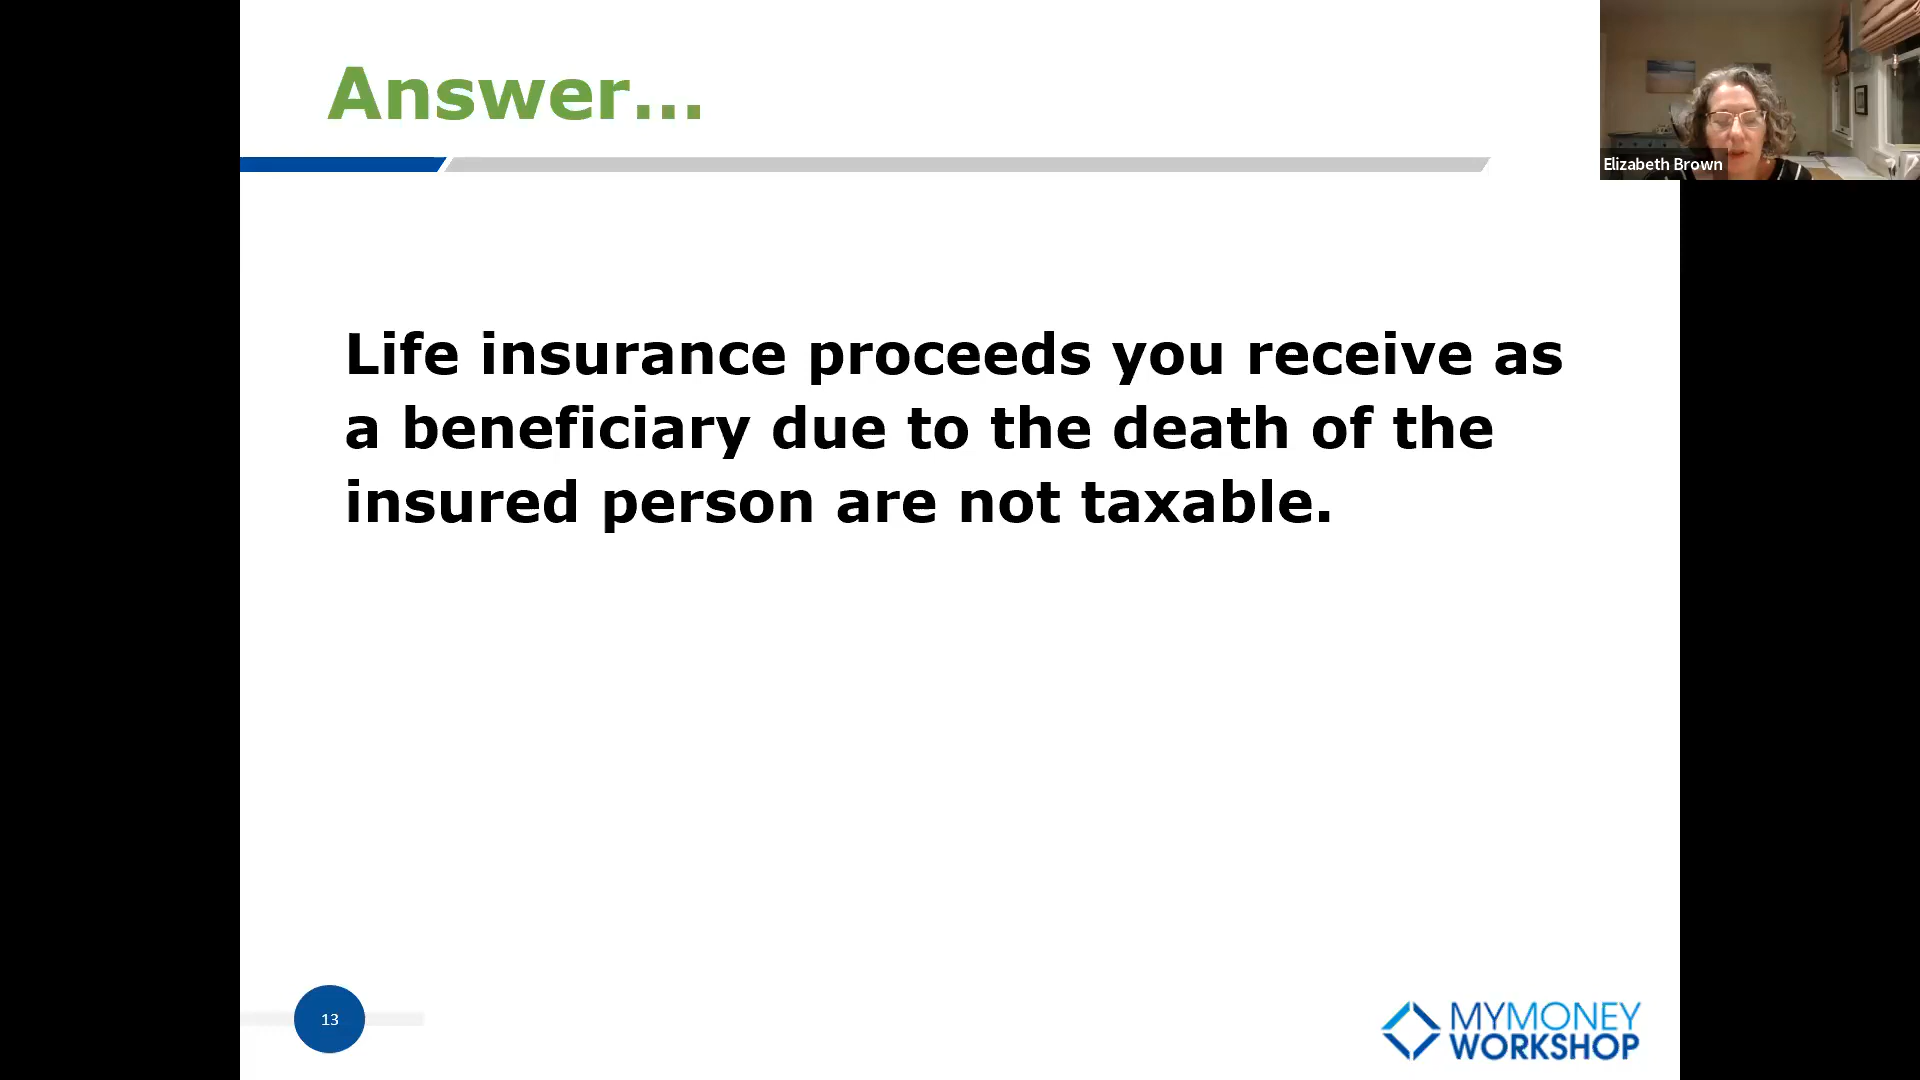 Answer...
Elizabeth Brown
Life insurance proceeds you receive as
a beneficiary due to the death of the
insured person are not taxable.
13
MYMONEY
WORKSHOP